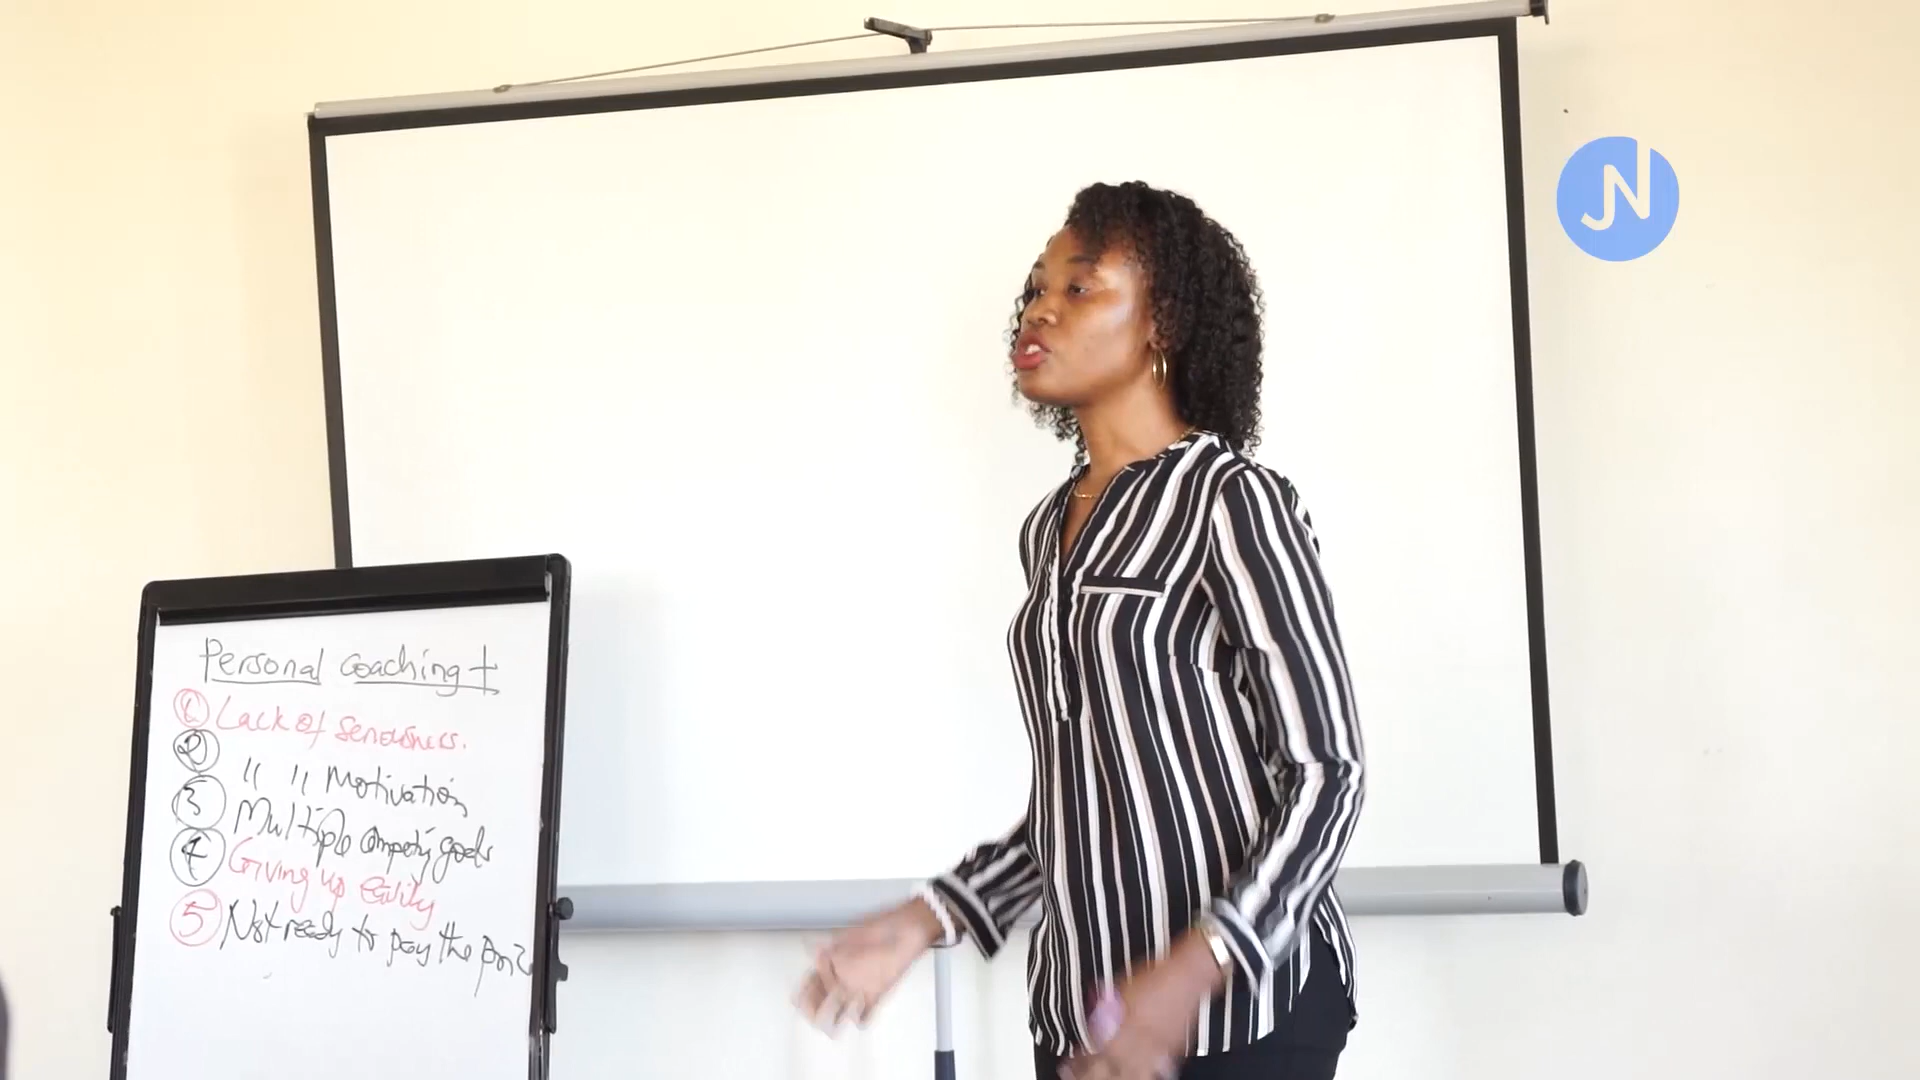 Personal coaching +
1 Lack of seriousness.
2 " " Motivation
3 Multiple competing goals
4 Giving up easily
5 Not ready to pay the price
JN